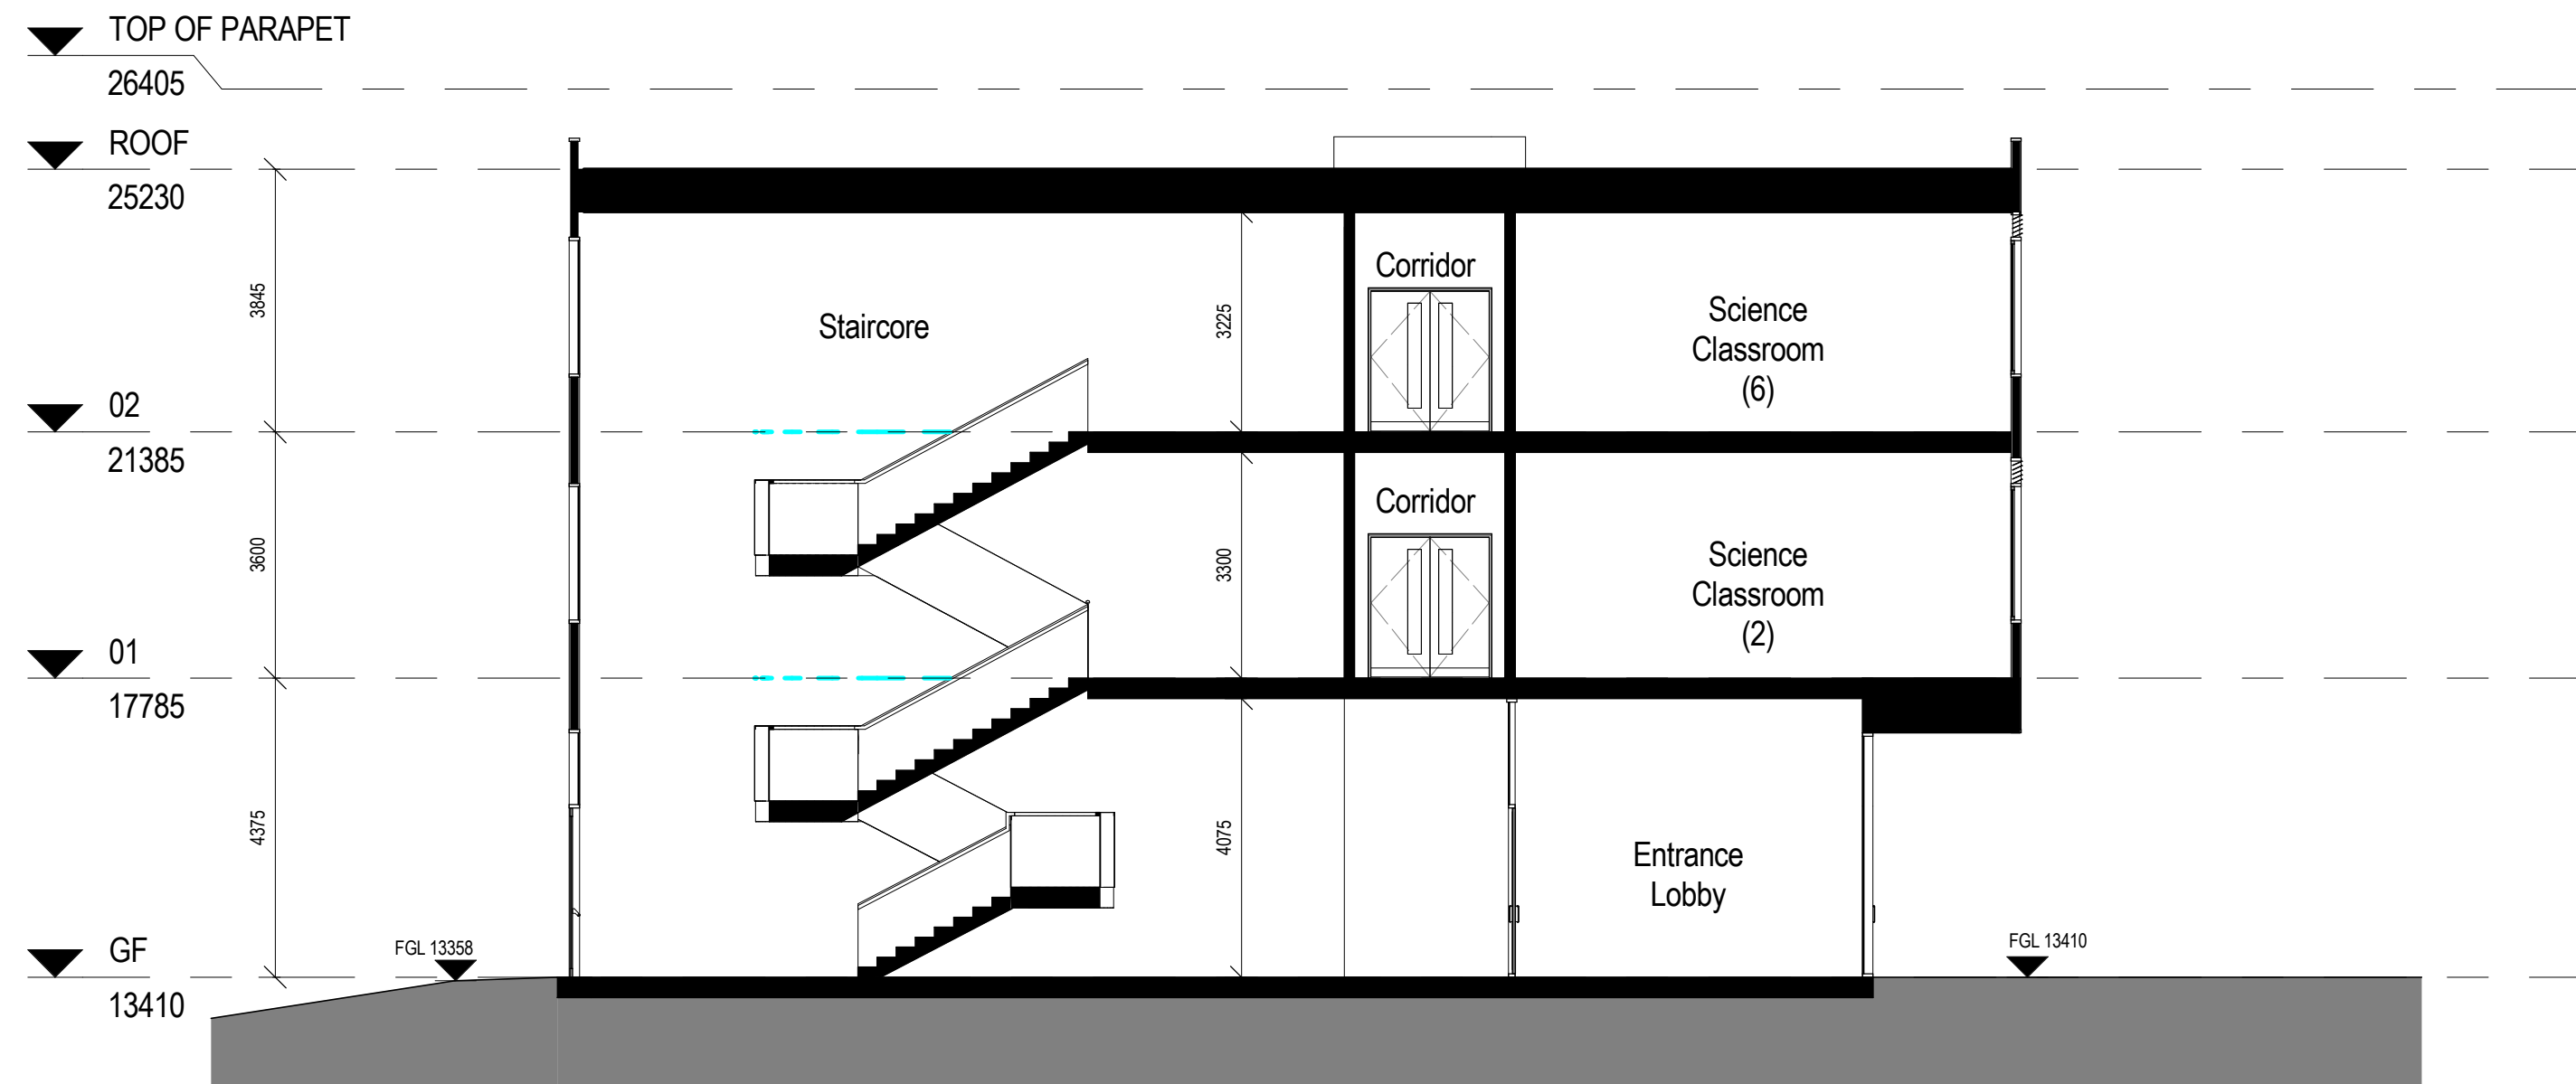 TOP OF PARAPET
26405
ROOF
25230
3845
3225
Corridor
Staircore
Science
Classroom
(6)
02
21385
3600
3300
Corridor
Science
Classroom
(2)
01
17785
4375
4075
Entrance
Lobby
GF
13410
FGL 13358
FGL 13410